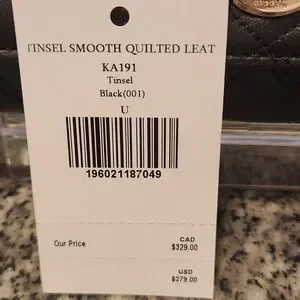 TINSEL SMOOTH QUILTED LEAT
KA191
Tinsel
Black(001)
U
196021187049
Our Price
CAD
$329.00
USD
$279.00